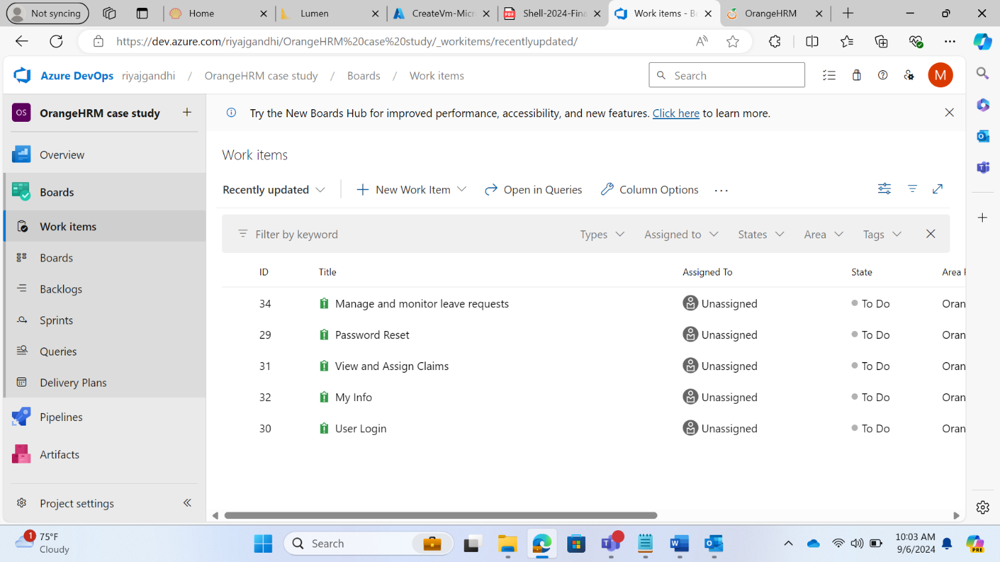 Not syncing
Home
Lumen
CreateVm-Micr
Shell-2024-Fina
Work items - Bo
OrangeHRM
https://dev.azure.com/riyajgandhi/OrangeHRM%20case%20study/_workitems/recentlyupdated/
Azure DevOps riyajgandhi / OrangeHRM case study / Boards / Work items
Search
M
OS OrangeHRM case study
Try the New Boards Hub for improved performance, accessibility, and new features. Click here to learn more.
Overview
Boards
Work items
Boards
Backlogs
Sprints
Queries
Delivery Plans
Pipelines
Artifacts
Project settings
Work items
Recently updated
New Work Item
Open in Queries
Column Options
Filter by keyword
Types
Assigned to
States
Area
Tags
ID Title Assigned To State Area P
34 Manage and monitor leave requests Unassigned To Do Oran
29 Password Reset Unassigned To Do Oran
31 View and Assign Claims Unassigned To Do Oran
32 My Info Unassigned To Do Oran
30 User Login Unassigned To Do Oran
1
75°F
Cloudy
Search
10:03 AM
9/6/2024
PRE